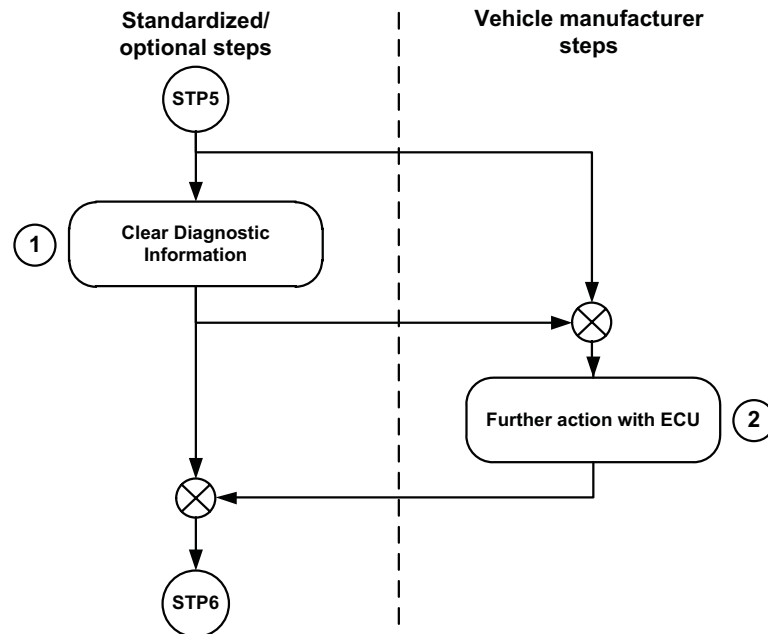 Standardized/
optional steps
Vehicle manufacturer
steps
STP5
1
Clear Diagnostic
Information
Further action with ECU
2
STP6